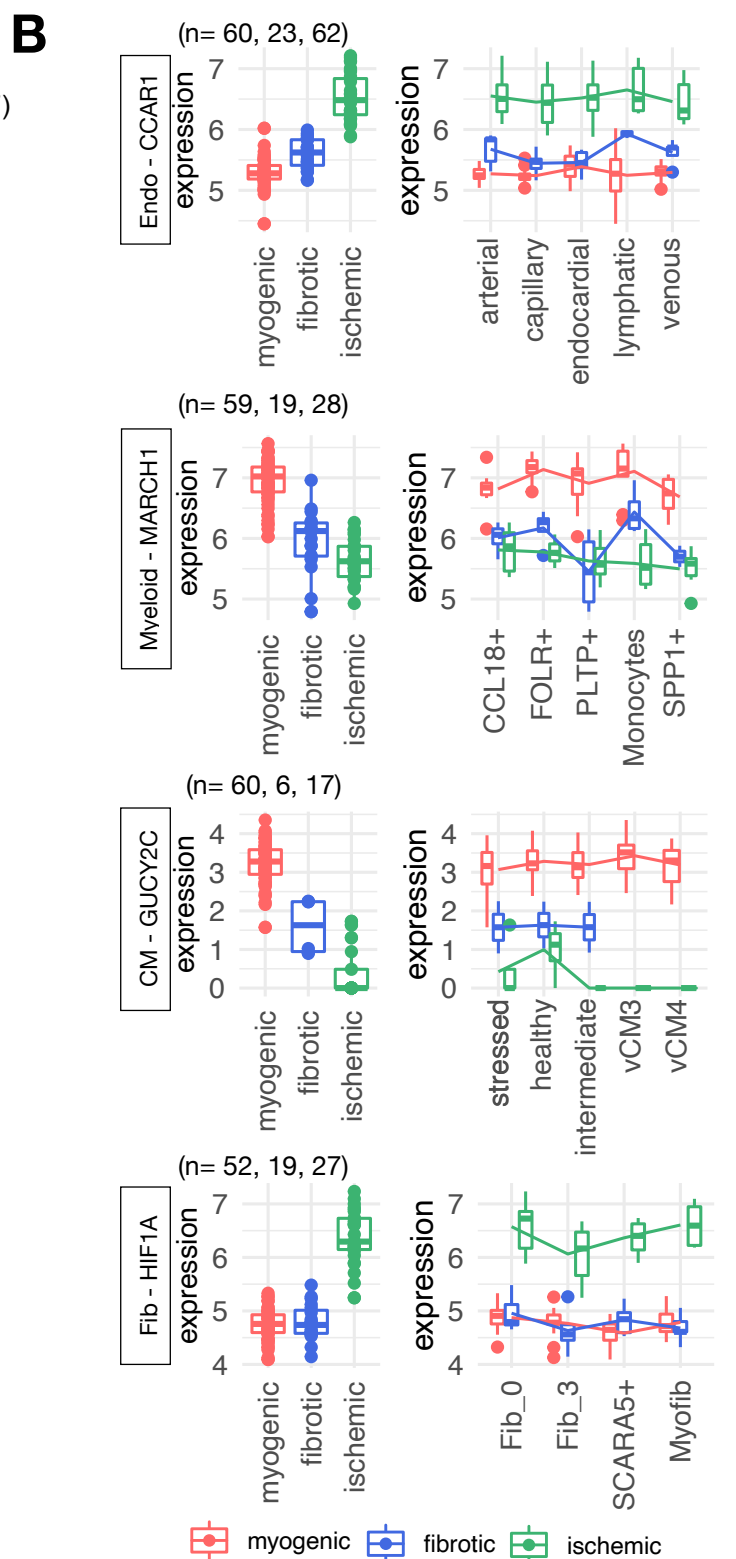 B
)
(n= 60, 23, 62)
Endo - CCAR1
expression
7
6
5
myogenic
fibrotic
ischemic
expression
7
6
5
arterial
capillary
endocardial
lymphatic
venous
(n= 59, 19, 28)
Myeloid - MARCH1
expression
7
6
5
myogenic
fibrotic
ischemic
expression
7
6
5
CCL18+
FOLR+
PLTP+
Monocytes
SPP1+
(n= 60, 6, 17)
CM - GUCY2C
expression
4
3
2
1
0
myogenic
fibrotic
ischemic
expression
4
3
2
1
0
stressed
healthy
intermediate
vCM3
vCM4
(n= 52, 19, 27)
Fib - HIF1A
expression
7
6
5
4
myogenic
fibrotic
ischemic
expression
7
6
5
4
Fib_0
Fib_3
SCARA5+
Myofib
myogenic fibrotic ischemic